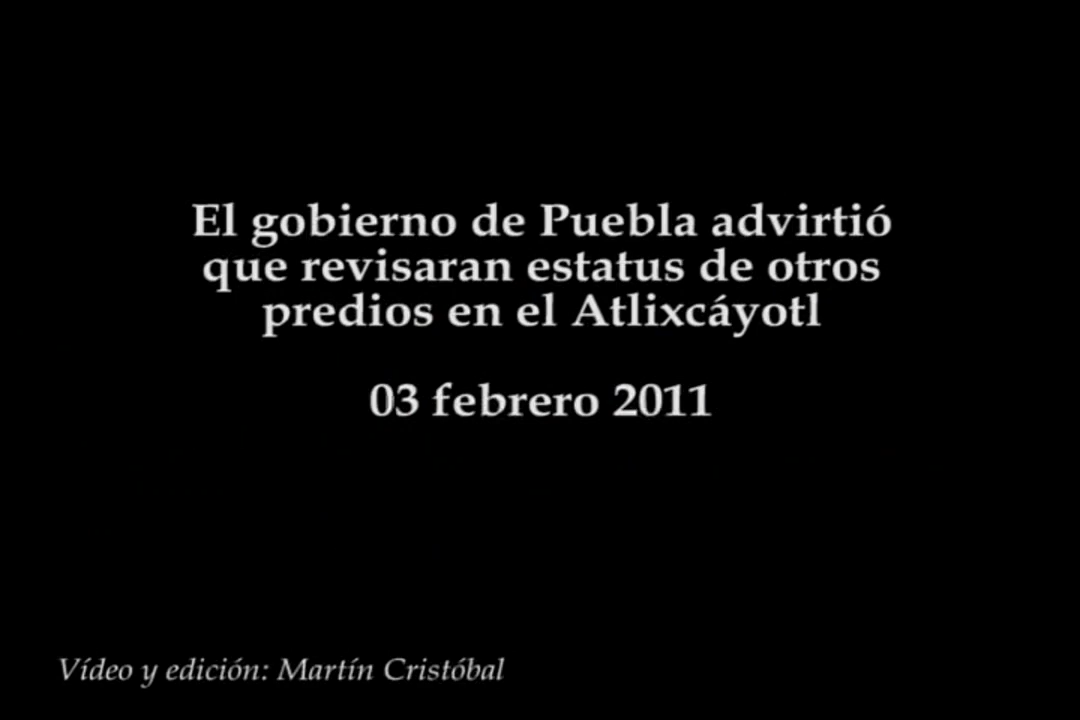 El gobierno de Puebla advirtió
que revisaran estatus de otros
predios en el Atlixcáyotl
03 febrero 2011
Vídeo y edición: Martín Cristóbal